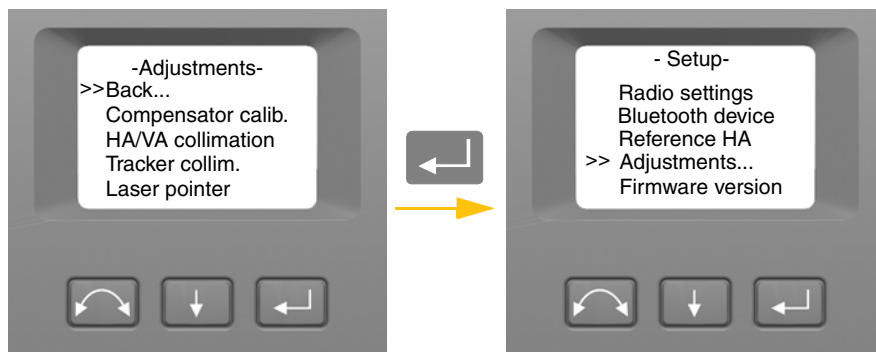 -Adjustments-
>>Back...
Compensator calib.
HA/VA collimation
Tracker collim.
Laser pointer
- Setup-
Radio settings
Bluetooth device
Reference HA
>> Adjustments...
Firmware version